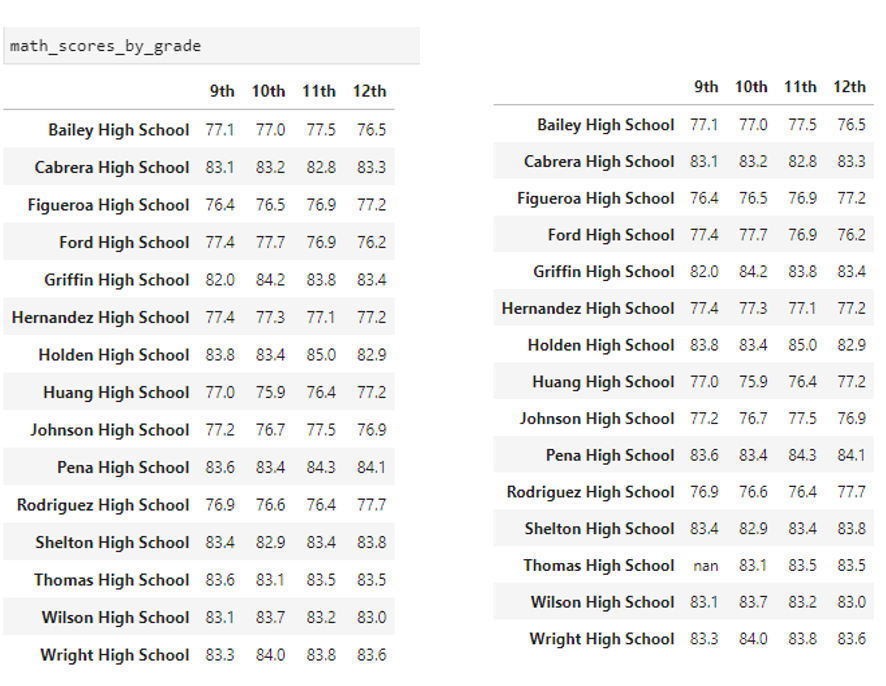 math_scores_by_grade
9th 10th 11th 12th
Bailey High School 77.1 77.0 77.5 76.5
Cabrera High School 83.1 83.2 82.8 83.3
Figueroa High School 76.4 76.5 76.9 77.2
Ford High School 77.4 77.7 76.9 76.2
Griffin High School 82.0 84.2 83.8 83.4
Hernandez High School 77.4 77.3 77.1 77.2
Holden High School 83.8 83.4 85.0 82.9
Huang High School 77.0 75.9 76.4 77.2
Johnson High School 77.2 76.7 77.5 76.9
Pena High School 83.6 83.4 84.3 84.1
Rodriguez High School 76.9 76.6 76.4 77.7
Shelton High School 83.4 82.9 83.4 83.8
Thomas High School 83.6 83.1 83.5 83.5
Wilson High School 83.1 83.7 83.2 83.0
Wright High School 83.3 84.0 83.8 83.6
9th 10th 11th 12th
Bailey High School 77.1 77.0 77.5 76.5
Cabrera High School 83.1 83.2 82.8 83.3
Figueroa High School 76.4 76.5 76.9 77.2
Ford High School 77.4 77.7 76.9 76.2
Griffin High School 82.0 84.2 83.8 83.4
Hernandez High School 77.4 77.3 77.1 77.2
Holden High School 83.8 83.4 85.0 82.9
Huang High School 77.0 75.9 76.4 77.2
Johnson High School 77.2 76.7 77.5 76.9
Pena High School 83.6 83.4 84.3 84.1
Rodriguez High School 76.9 76.6 76.4 77.7
Shelton High School 83.4 82.9 83.4 83.8
Thomas High School nan 83.1 83.5 83.5
Wilson High School 83.1 83.7 83.2 83.0
Wright High School 83.3 84.0 83.8 83.6